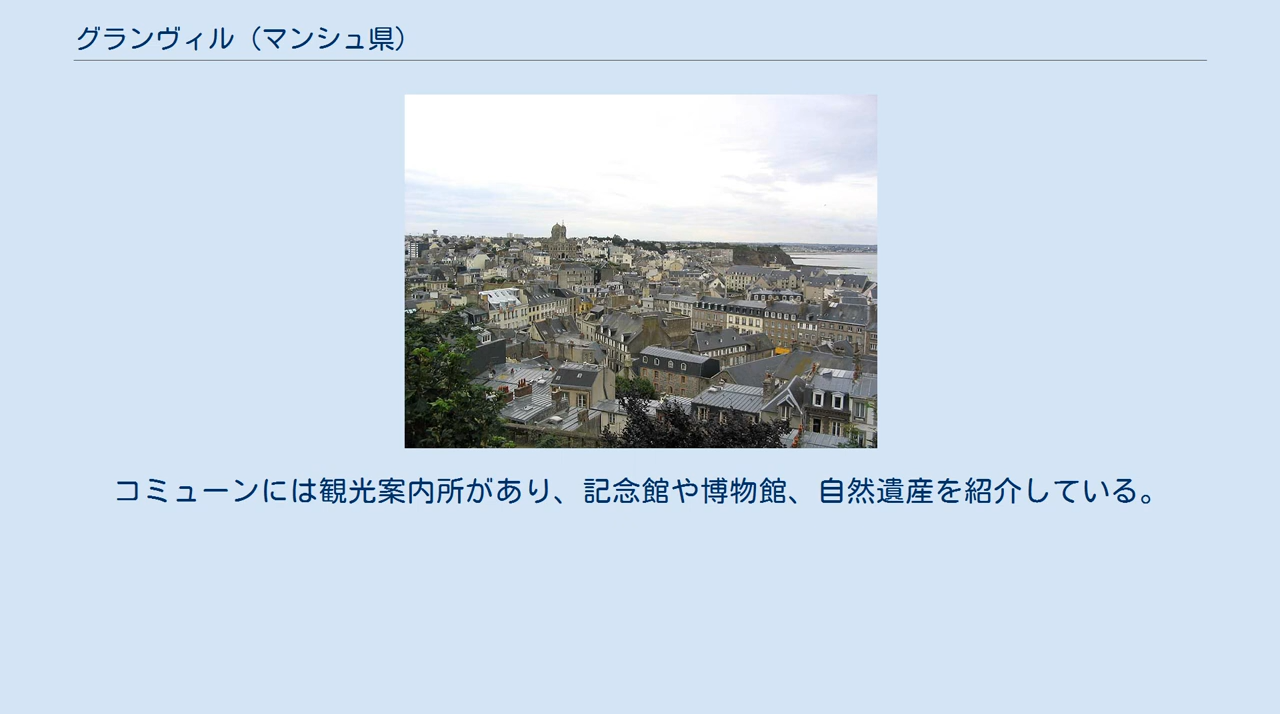 グランヴィル（マンシュ県）
コミューンには観光案内所があり、記念館や博物館、自然遺産を紹介している。